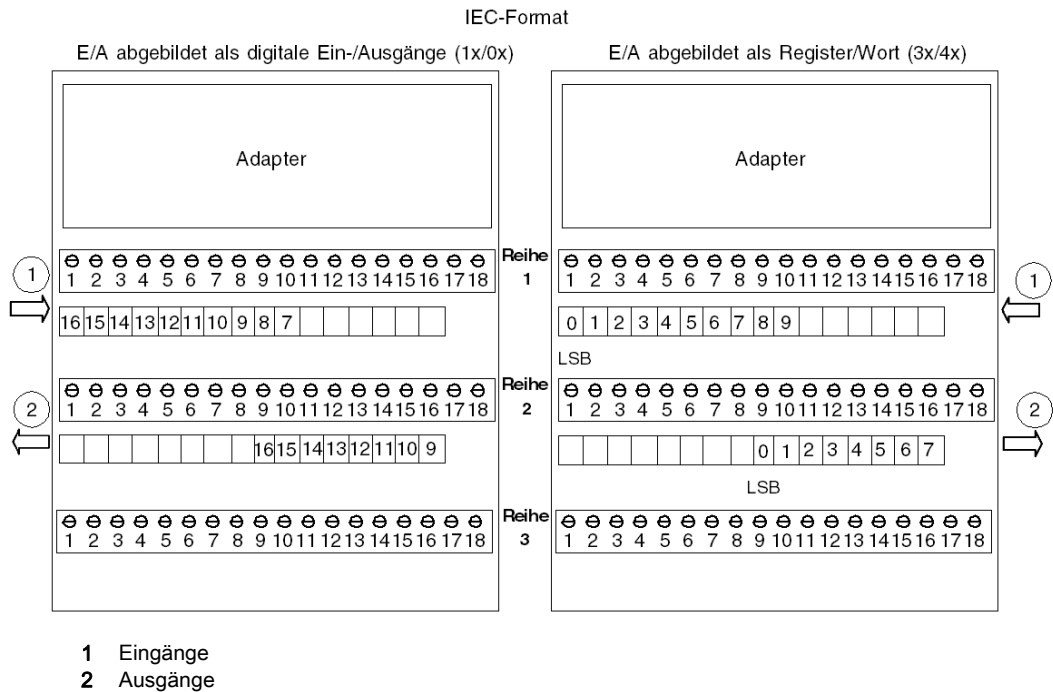 IEC-Format
E/A abgebildet als digitale Ein-/Ausgänge (1x/0x)
E/A abgebildet als Register/Wort (3x/4x)
Adapter
Adapter
Reihe
1
1
1 2 3 4 5 6 7 8 9 10 11 12 13 14 15 16 17 18
1 2 3 4 5 6 7 8 9 10 11 12 13 14 15 16 17 18
1
16 15 14 13 12 11 10 9 8 7
0 1 2 3 4 5 6 7 8 9
LSB
Reihe
2
2
1 2 3 4 5 6 7 8 9 10 11 12 13 14 15 16 17 18
1 2 3 4 5 6 7 8 9 10 11 12 13 14 15 16 17 18
2
16 15 14 13 12 11 10 9
0 1 2 3 4 5 6 7
LSB
Reihe
3
1 2 3 4 5 6 7 8 9 10 11 12 13 14 15 16 17 18
1 2 3 4 5 6 7 8 9 10 11 12 13 14 15 16 17 18
1 Eingänge
2 Ausgänge